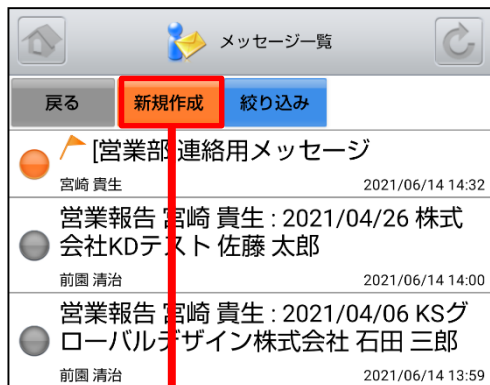 メッセージ一覧
戻る 新規作成 絞り込み
[営業部]連絡用メッセージ
宮崎 貴生 2021/06/14 14:32
営業報告 宮崎 貴生 : 2021/04/26 株式
会社KDテスト 佐藤 太郎
前園 清治 2021/06/14 14:00
営業報告 宮崎 貴生 : 2021/04/06 KSグ
ローバルデザイン株式会社 石田 三郎
前園 清治 2021/06/14 13:59